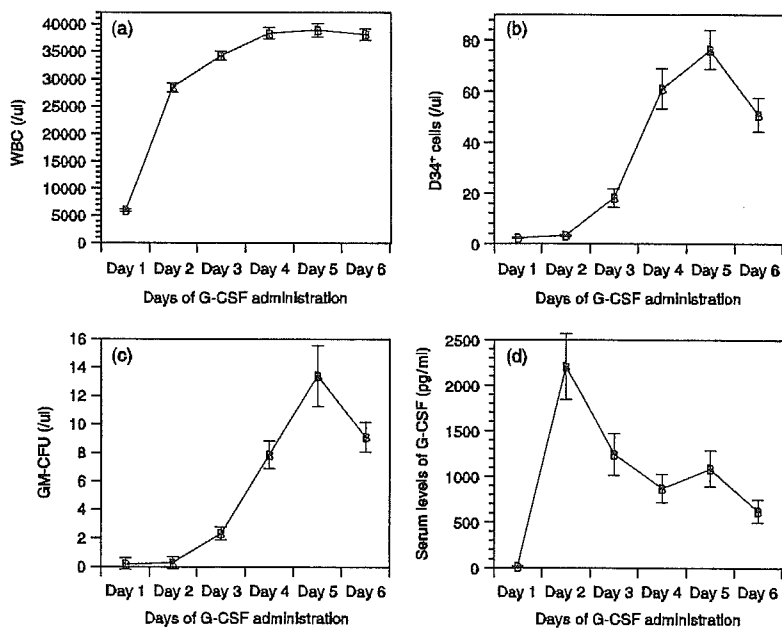 (a)
WBC (/ul)
40000
35000
30000
25000
20000
15000
10000
5000
0
Day 1 Day 2 Day 3 Day 4 Day 5 Day 6
Days of G-CSF administration
(b)
D34+ cells (/ul)
80
60
40
20
0
Day 1 Day 2 Day 3 Day 4 Day 5 Day 6
Days of G-CSF administration
(c)
GM-CFU (/ul)
16
14
12
10
8
6
4
2
0
Day 1 Day 2 Day 3 Day 4 Day 5 Day 6
Days of G-CSF administration
(d)
Serum levels of G-CSF (pg/ml)
2500
2000
1500
1000
500
0
Day 1 Day 2 Day 3 Day 4 Day 5 Day 6
Days of G-CSF administration